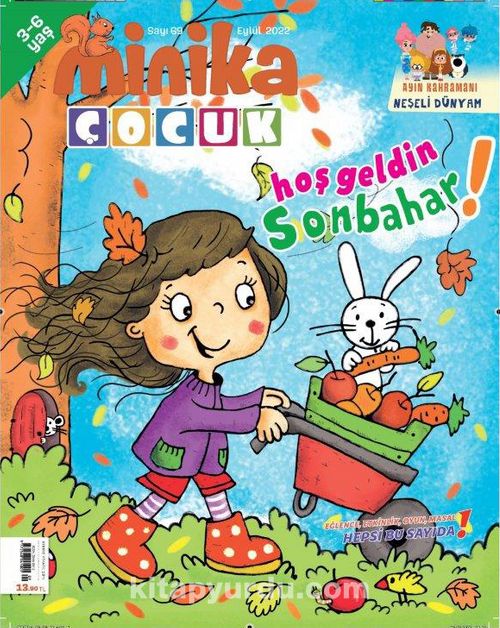 3-6
yaş
Sayı 69
Eylül 2022
minika
ÇOCUK
AYIN KAHRAMANI
NEŞELİ DÜNYAM
hoş geldin
Sonbahar!
EĞLENCE, ETKİNLİK, OYUN, MASAL
HEPSİ BU SAYIDA!
13.90 TL
kitapyurdu.com